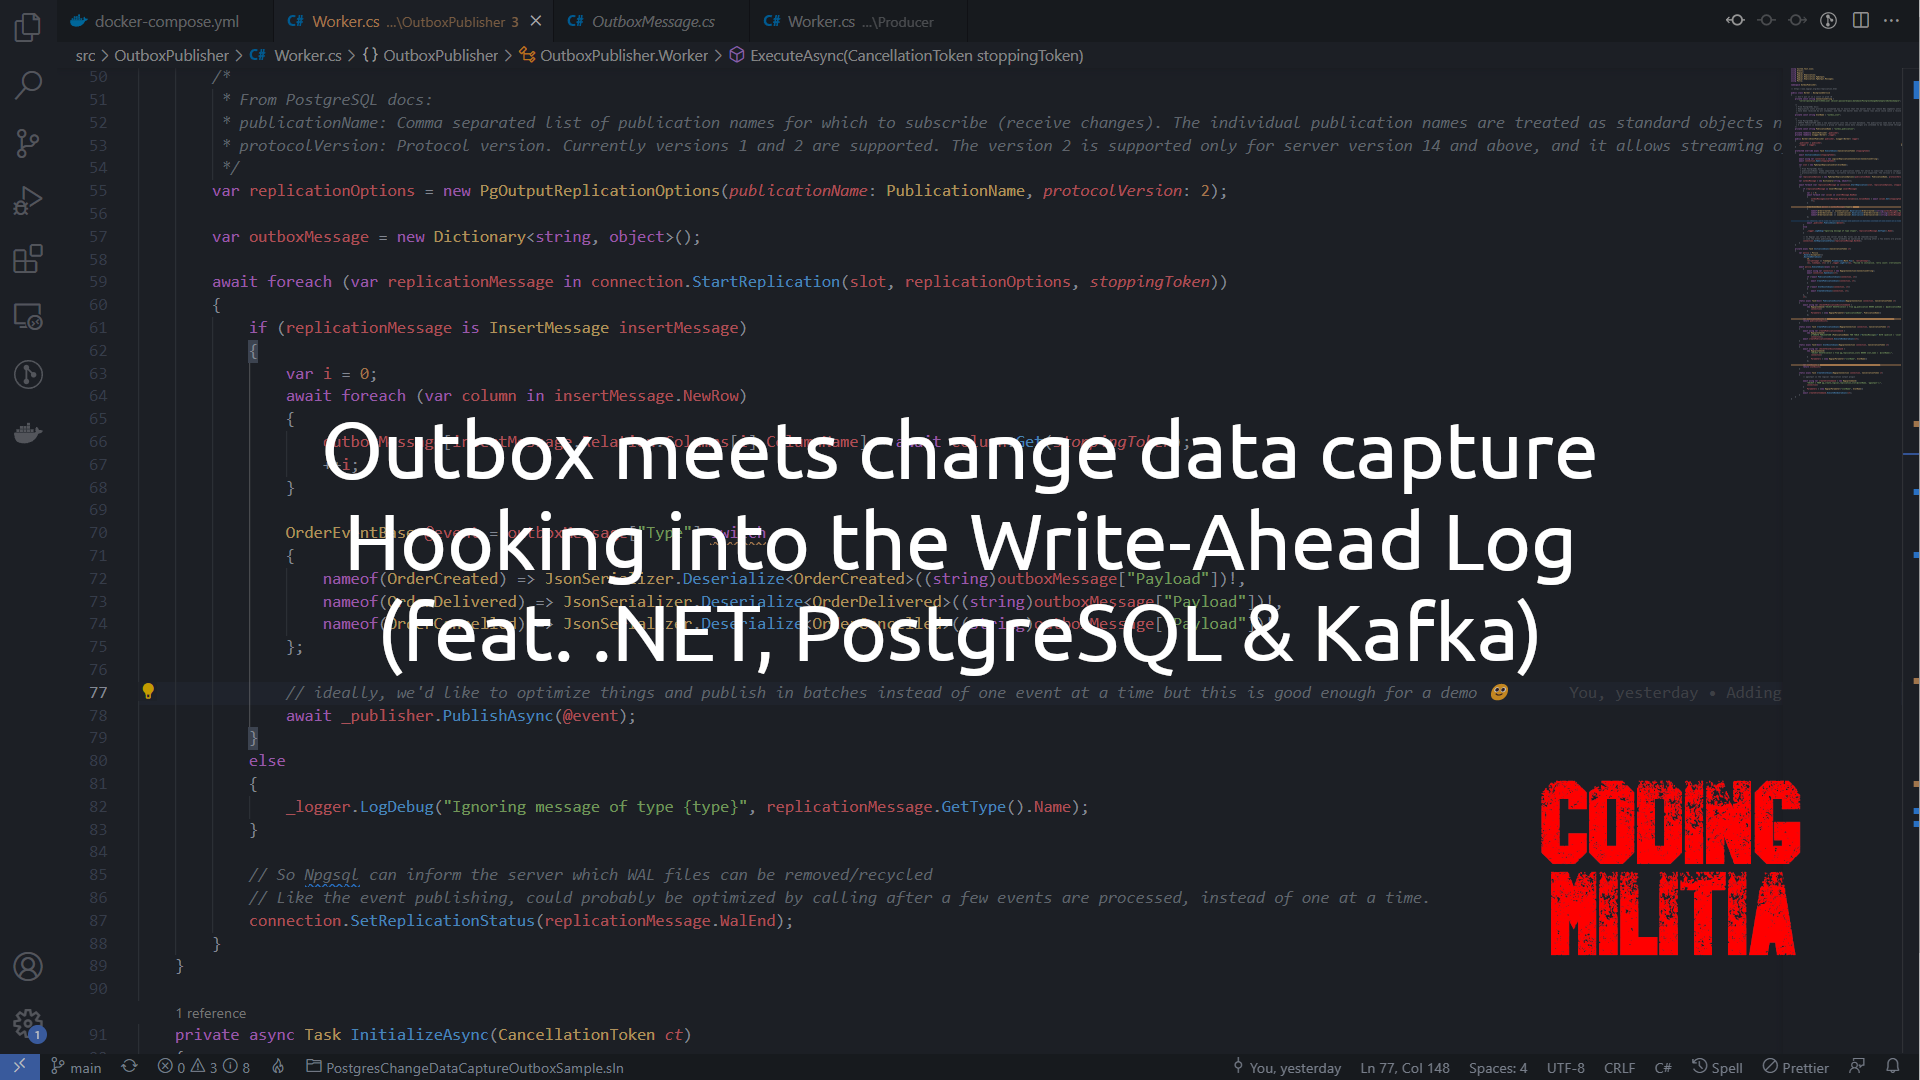 docker-compose.yml
C# Worker.cs ...\OutboxPublisher 3
C# OutboxMessage.cs
C# Worker.cs ...\Producer
src > OutboxPublisher > C# Worker.cs > {} OutboxPublisher > OutboxPublisher.Worker > ExecuteAsync(CancellationToken stoppingToken)
50 /*
51 * From PostgreSQL docs:
52 * publicationName: Comma separated list of publication names for which to subscribe (receive changes). The individual publication names are treated as standard objects n
53 * protocolVersion: Protocol version. Currently versions 1 and 2 are supported. The version 2 is supported only for server version 14 and above, and it allows streaming o
54 */
55 var replicationOptions = new PgOutputReplicationOptions(publicationName: PublicationName, protocolVersion: 2);
56
57 var outboxMessage = new Dictionary<string, object>();
58
59 await foreach (var replicationMessage in connection.StartReplication(slot, replicationOptions, stoppingToken))
60 {
61 if (replicationMessage is InsertMessage insertMessage)
62 {
63 var i = 0;
64 await foreach (var column in insertMessage.NewRow)
65 {
Outbox meets change data capture
66
67
68 }
69
Hooking into the Write-Ahead Log
70
71 {
72 nameof(OrderCreated) => JsonSerializer.Deserialize<OrderCreated>((string)outboxMessage["Payload"])!,
73 nameof(OrderDelivered) => JsonSerializer.Deserialize<OrderDelivered>((string)outboxMessage["Payload"])!,
(feat. .NET, PostgreSQL & Kafka)
74
75 };
76
77 // ideally, we'd like to optimize things and publish in batches instead of one event at a time but this is good enough for a demo You, yesterday • Adding
78 await _publisher.PublishAsync(@event);
79 }
80 else
81 {
82 _logger.LogDebug("Ignoring message of type {type}", replicationMessage.GetType().Name);
83 }
84
85 // So Npgsql can inform the server which WAL files can be removed/recycled
86 // Like the event publishing, could probably be optimized by calling after a few events are processed, instead of one at a time.
87 connection.SetReplicationStatus(replicationMessage.WalEnd);
88 }
89 }
90
CODING
MILITIA
1 reference
91 private async Task InitializeAsync(CancellationToken ct)
1
main 0 3 8 PostgresChangeDataCaptureOutboxSample.sln You, yesterday Ln 77, Col 148 Spaces: 4 UTF-8 CRLF C# Spell Prettier